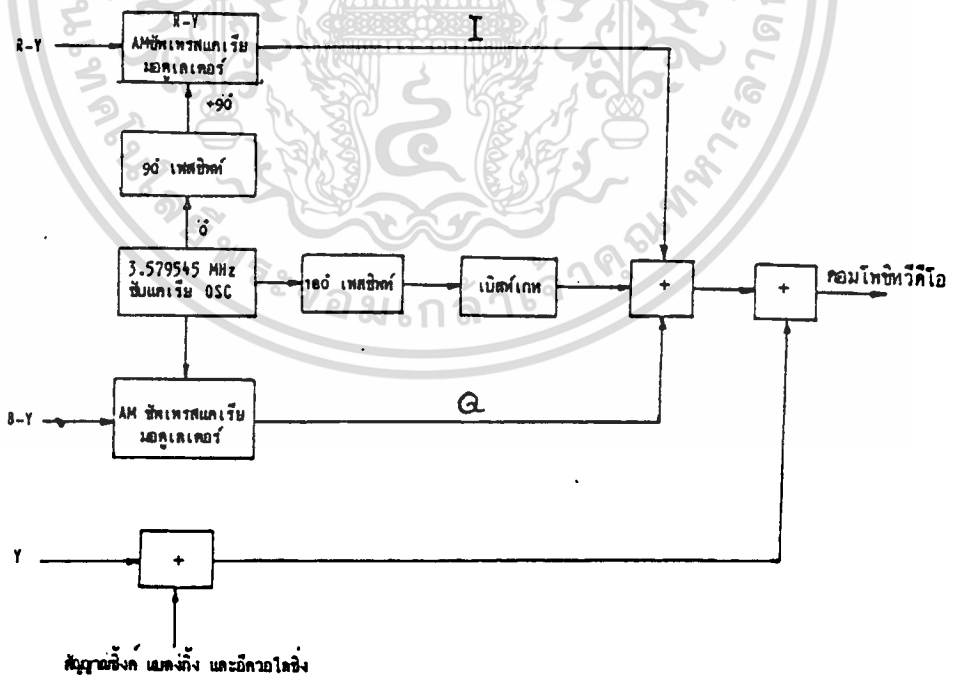 R-Y
R-Y
AMซัพเพรสแคเรีย
มอดูเลเตอร์
I
+90°
90° เฟสชิฟท์
0°
3.579545 MHz
ซับแคเรีย OSC
180° เฟสชิฟท์
เบิสท์เกท
+
+
คอมโพซิทวีดีโอ
B-Y
AM ซัพเพรสแคเรีย
มอดูเลเตอร์
Q
Y
+
สัญญาณซิ้งค์ แบลงกิ้ง และอีควอไลซิ่ง